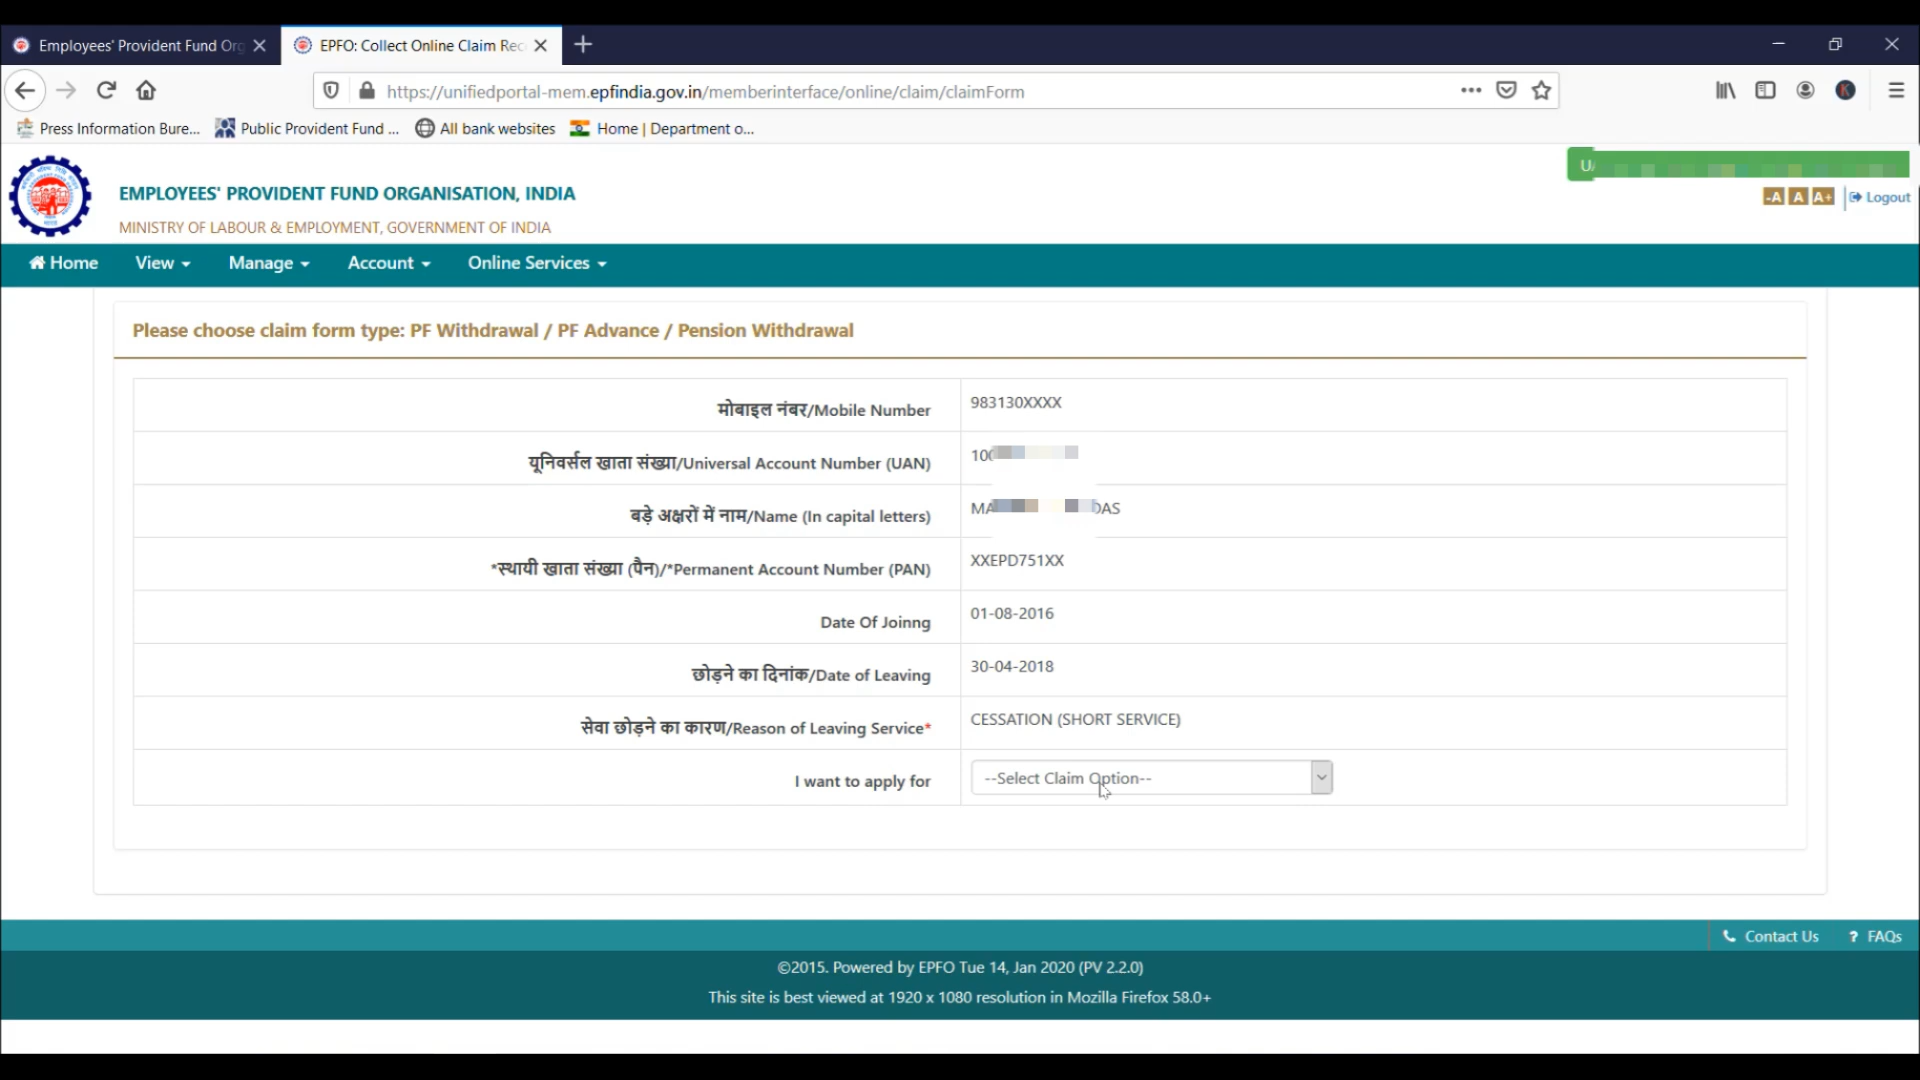 Employees' Provident Fund Org
EPFO: Collect Online Claim Rec
https://unifiedportal-mem.epfindia.gov.in/memberinterface/online/claim/claimForm
Press Information Bure...
Public Provident Fund ...
All bank websites
Home | Department o...
EMPLOYEES' PROVIDENT FUND ORGANISATION, INDIA
MINISTRY OF LABOUR & EMPLOYMENT, GOVERNMENT OF INDIA
-A A A+
Logout
Home
View
Manage
Account
Online Services
Please choose claim form type: PF Withdrawal / PF Advance / Pension Withdrawal
मोबाइल नंबर/Mobile Number
983130XXXX
यूनिवर्सल खाता संख्या/Universal Account Number (UAN)
10
बड़े अक्षरों में नाम/Name (In capital letters)
MA DAS
*स्थायी खाता संख्या (पैन)/*Permanent Account Number (PAN)
XXEPD751XX
Date Of Joinng
01-08-2016
छोड़ने का दिनांक/Date of Leaving
30-04-2018
सेवा छोड़ने का कारण/Reason of Leaving Service*
CESSATION (SHORT SERVICE)
I want to apply for
--Select Claim Option--
Contact Us
? FAQs
©2015. Powered by EPFO Tue 14, Jan 2020 (PV 2.2.0)
This site is best viewed at 1920 x 1080 resolution in Mozilla Firefox 58.0+